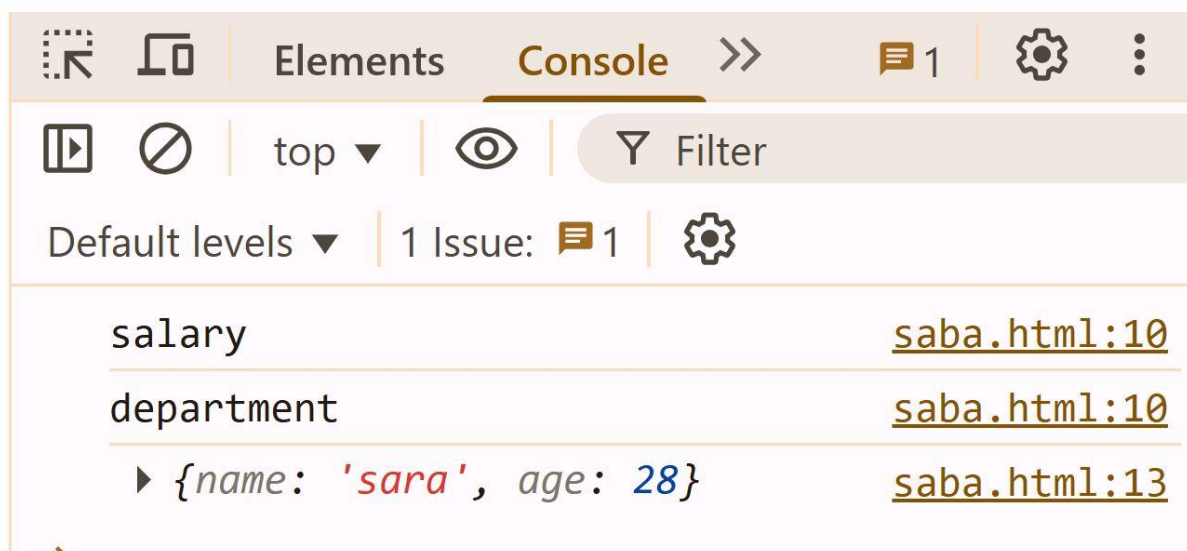 Elements Console 1
top Filter
Default levels 1 Issue: 1
salary saba.html:10
department saba.html:10
{name: 'sara', age: 28} saba.html:13